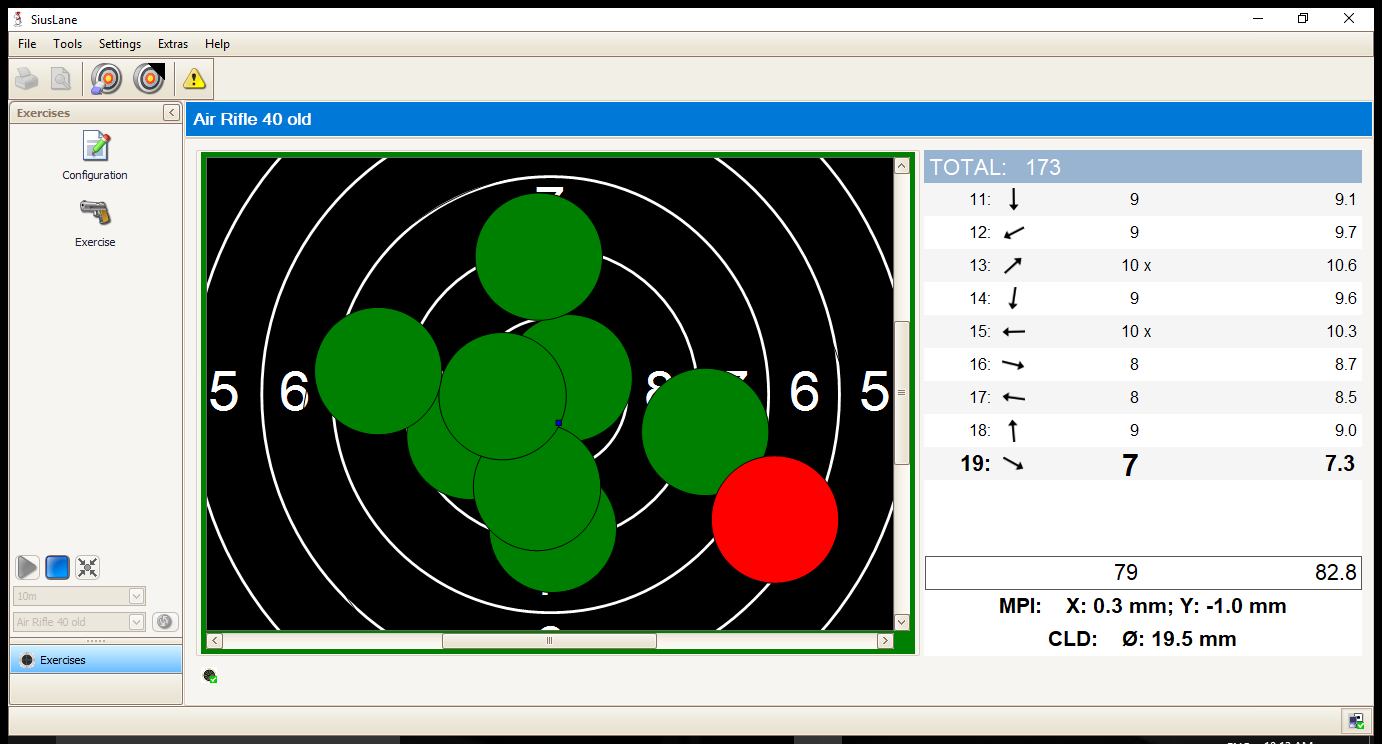 SiusLane
File Tools Settings Extras Help
Exercises
Configuration
Exercise
10m
Air Rifle 40 old
Exercises
Air Rifle 40 old
7
5 6 8 7 6 5
TOTAL: 173
11: 9 9.1
12: 9 9.7
13: 10 x 10.6
14: 9 9.6
15: 10 x 10.3
16: 8 8.7
17: 8 8.5
18: 9 9.0
19: 7 7.3
79 82.8
MPI: X: 0.3 mm; Y: -1.0 mm
CLD: Ø: 19.5 mm